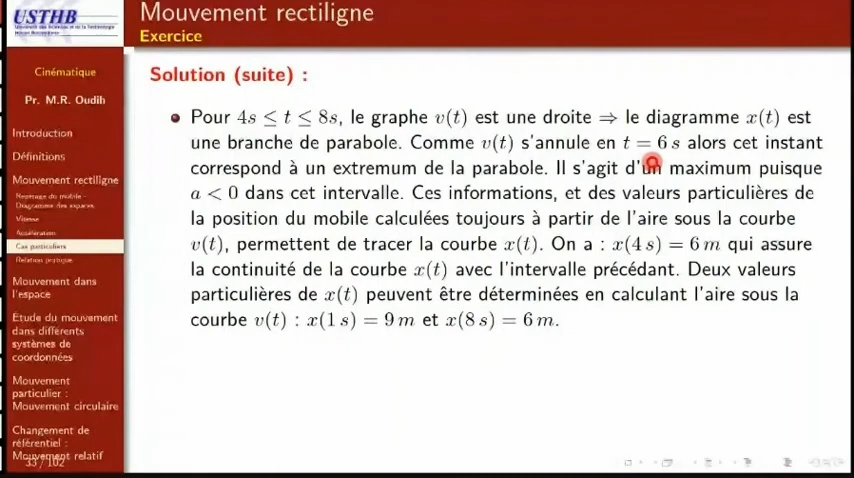 USTHB
Mouvement rectiligne
Exercice
Cinématique
Pr. M.R. Oudih
Introduction
Définitions
Mouvement rectiligne
Repérage du mobile -
Diagramme des espaces
Vitesse
Accélération
Cas particuliers
Relation pratique
Mouvement dans
l'espace
Etude du mouvement
dans différents
systèmes de
coordonnées
Mouvement
particulier :
Mouvement circulaire
Changement de
référentiel :
Mouvement relatif
33 / 102
Solution (suite) :
Pour 4s ≤ t ≤ 8s, le graphe v(t) est une droite ⇒ le diagramme x(t) est
une branche de parabole. Comme v(t) s'annule en t = 6 s alors cet instant
correspond à un extremum de la parabole. Il s'agit d'un maximum puisque
a < 0 dans cet intervalle. Ces informations, et des valeurs particulières de
la position du mobile calculées toujours à partir de l'aire sous la courbe
v(t), permettent de tracer la courbe x(t). On a : x(4 s) = 6 m qui assure
la continuité de la courbe x(t) avec l'intervalle précédant. Deux valeurs
particulières de x(t) peuvent être déterminées en calculant l'aire sous la
courbe v(t) : x(1 s) = 9 m et x(8 s) = 6 m.